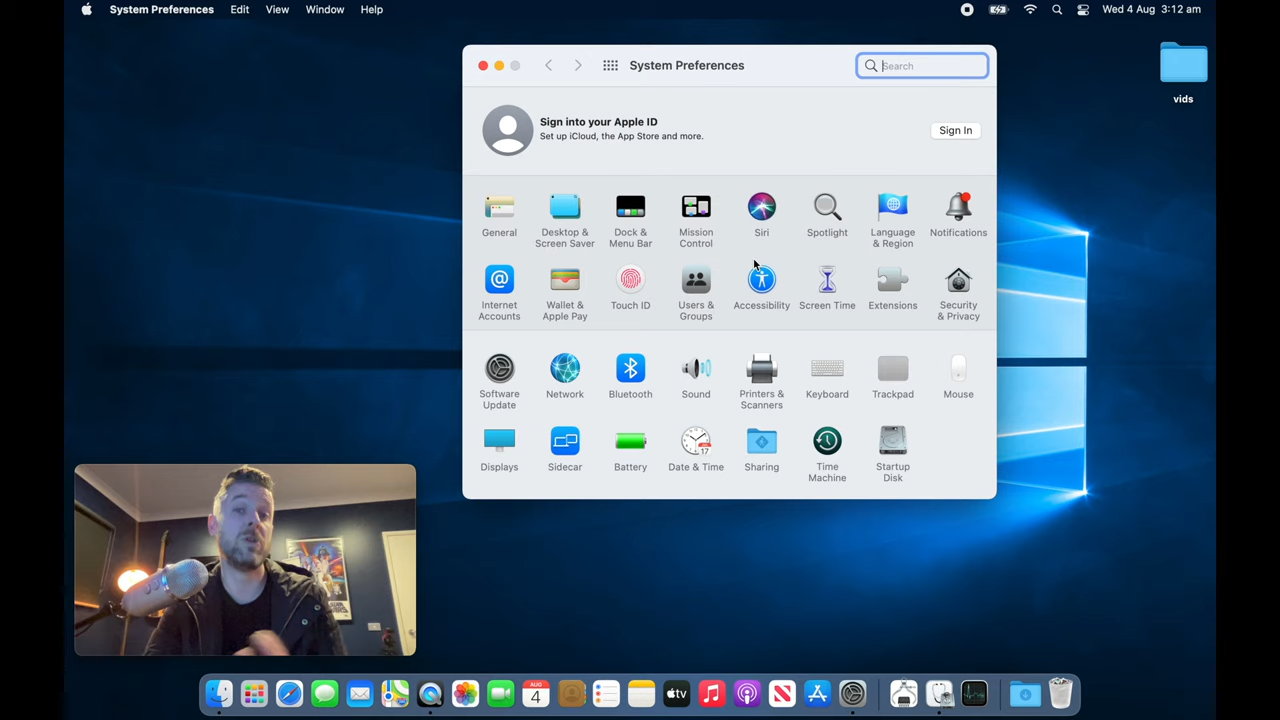 System Preferences Edit View Window Help
Wed 4 Aug 3:12 am
System Preferences
Search
vids
Sign into your Apple ID
Set up iCloud, the App Store and more.
Sign In
General
Desktop &
Screen Saver
Dock &
Menu Bar
Mission
Control
Siri
Spotlight
Language
& Region
Notifications
Internet
Accounts
Wallet &
Apple Pay
Touch ID
Users &
Groups
Accessibility
Screen Time
Extensions
Security
& Privacy
Software
Update
Network
Bluetooth
Sound
Printers &
Scanners
Keyboard
Trackpad
Mouse
Displays
Sidecar
Battery
Date & Time
Sharing
Time
Machine
Startup
Disk
17
AUG
4
tv